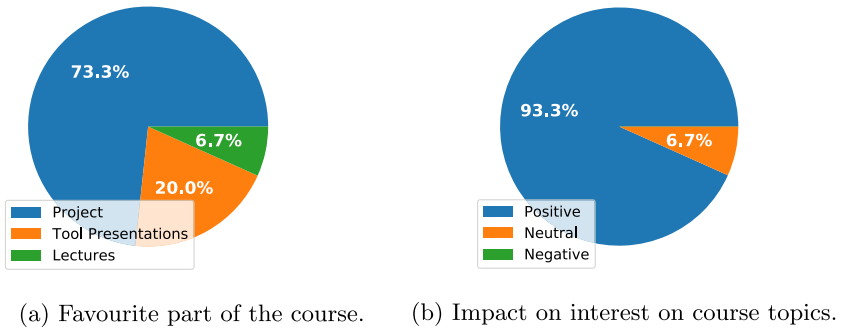 73.3%
6.7%
20.0%
Project
Tool Presentations
Lectures
(a) Favourite part of the course.
93.3%
6.7%
Positive
Neutral
Negative
(b) Impact on interest on course topics.